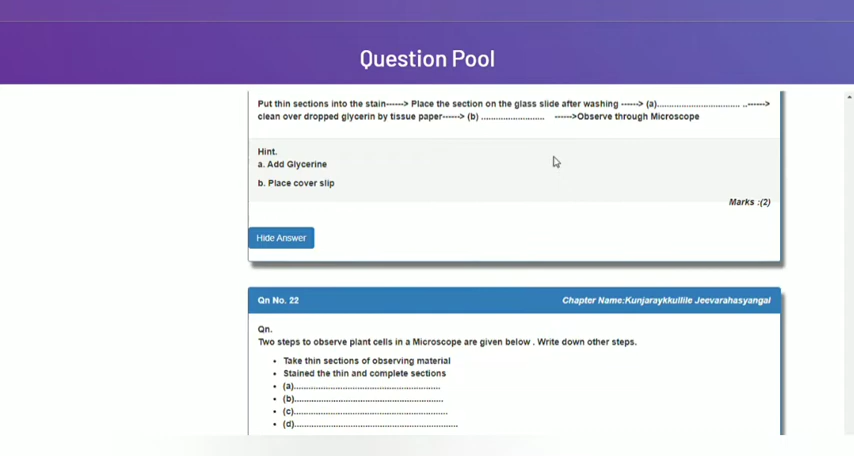 Question Pool
Put thin sections into the stain------> Place the section on the glass slide after washing ------> (a)................................. ..------>
clean over dropped glycerin by tissue paper------> (b) ......................... ------>Observe through Microscope
Hint.
a. Add Glycerine
b. Place cover slip
Marks :(2)
Hide Answer
Qn No. 22 Chapter Name:Kunjaraykkullile Jeevarahasyangal
Qn.
Two steps to observe plant cells in a Microscope are given below . Write down other steps.
• Take thin sections of observing material
• Stained the thin and complete sections
• (a)..........................................................
• (b)...........................................................
• (c)............................................................
• (d)................................................................